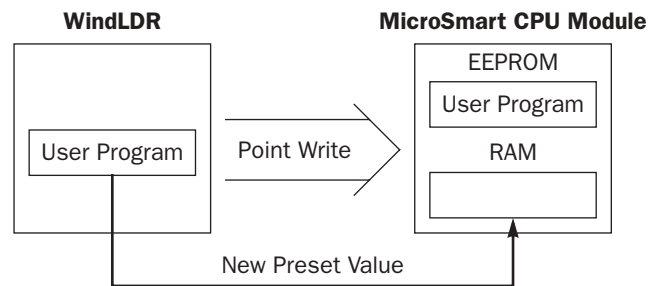 WindLDR
MicroSmart CPU Module
EEPROM
User Program
User Program
Point Write
RAM
New Preset Value